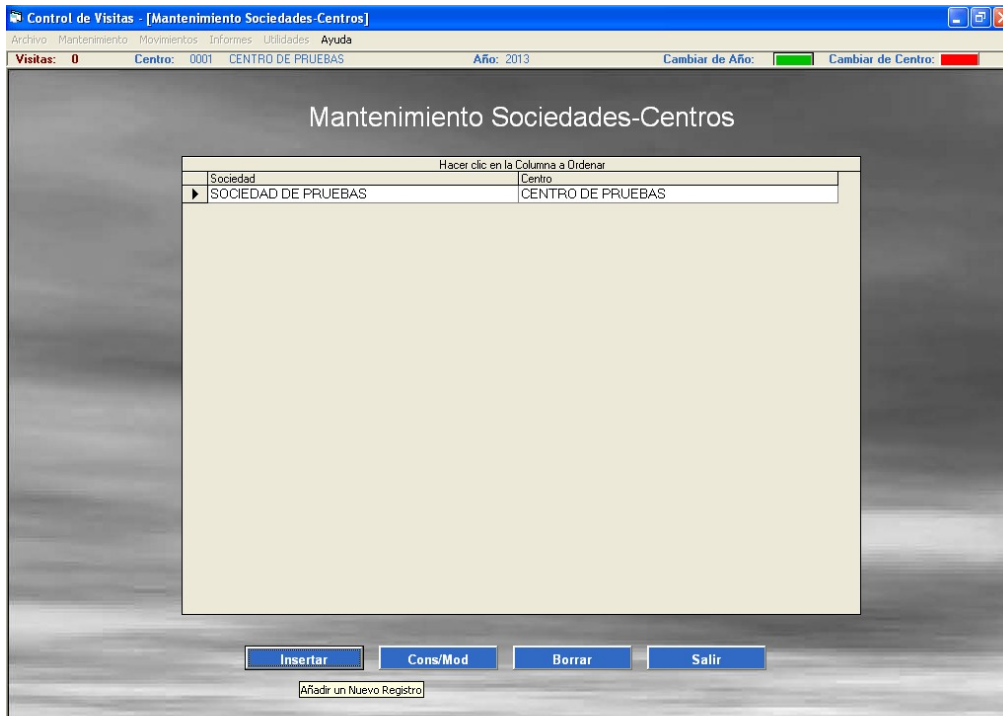 Control de Visitas - [Mantenimiento Sociedades-Centros]
Archivo Mantenimiento Movimientos Informes Utilidades Ayuda
Visitas: 0 Centro: 0001 CENTRO DE PRUEBAS Año: 2013 Cambiar de Año: Cambiar de Centro:
Mantenimiento Sociedades-Centros
Hacer clic en la Columna a Ordenar
Sociedad Centro
SOCIEDAD DE PRUEBAS CENTRO DE PRUEBAS
Insertar Cons/Mod Borrar Salir
Añadir un Nuevo Registro